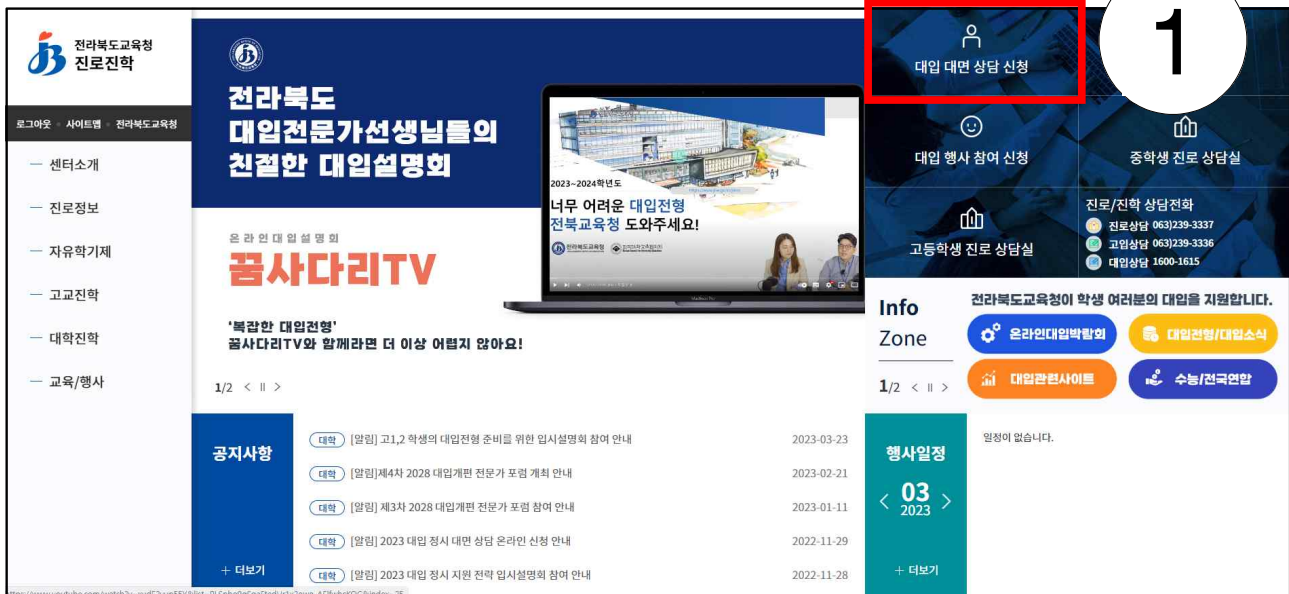 전라북도교육청
진로진학
로그아웃 사이트맵 전라북도교육청
센터소개
진로정보
자유학기제
고교진학
대학진학
교육/행사
전라북도
대입전문가선생님들의
친절한 대입설명회
온라인대입설명회
꿈사다리TV
'복잡한 대입전형'
꿈사다리TV와 함께라면 더 이상 어렵지 않아요!
1/2
2023~2024학년도
너무 어려운 대입전형
전북교육청 도와주세요!
전라북도교육청
대입 대면 상담 신청
1
대입 행사 참여 신청
중학생 진로 상담실
고등학생 진로 상담실
진로/진학 상담전화
진로상담 063)239-3337
고입상담 063)239-3336
대입상담 1600-1615
Info
Zone
1/2
전라북도교육청이 학생 여러분의 대입을 지원합니다.
온라인대입박람회
대입전형/대입소식
대입관련사이트
수능/전국연합
공지사항
+ 더보기
대학 [알림] 고1,2 학생의 대입전형 준비를 위한 입시설명회 참여 안내 2023-03-23
대학 [알림]제4차 2028 대입개편 전문가 포럼 개최 안내 2023-02-21
대학 [알림] 제3차 2028 대입개편 전문가 포럼 참여 안내 2023-01-11
대학 [알림] 2023 대입 정시 대면 상담 온라인 신청 안내 2022-11-29
대학 [알림] 2023 대입 정시 지원 전략 입시설명회 참여 안내 2022-11-28
행사일정
03
2023
+ 더보기
일정이 없습니다.